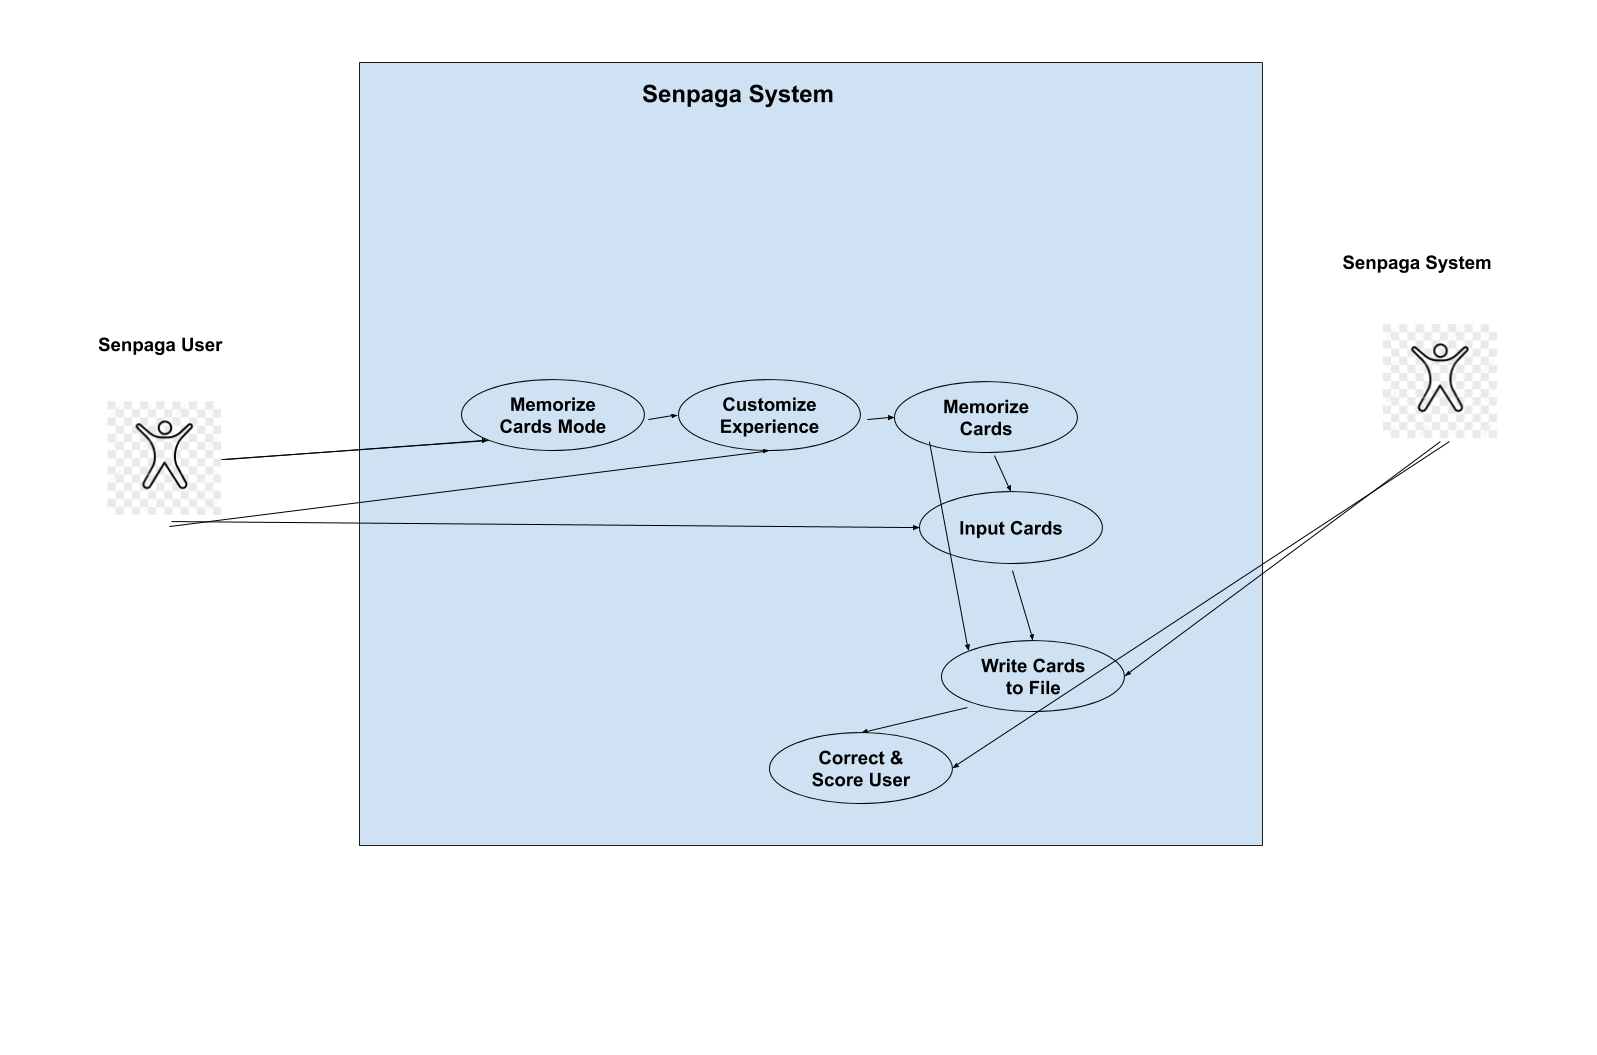 Senpaga System
Senpaga System
Senpaga User
Memorize
Cards Mode
Customize
Experience
Memorize
Cards
Input Cards
Write Cards
to File
Correct &
Score User